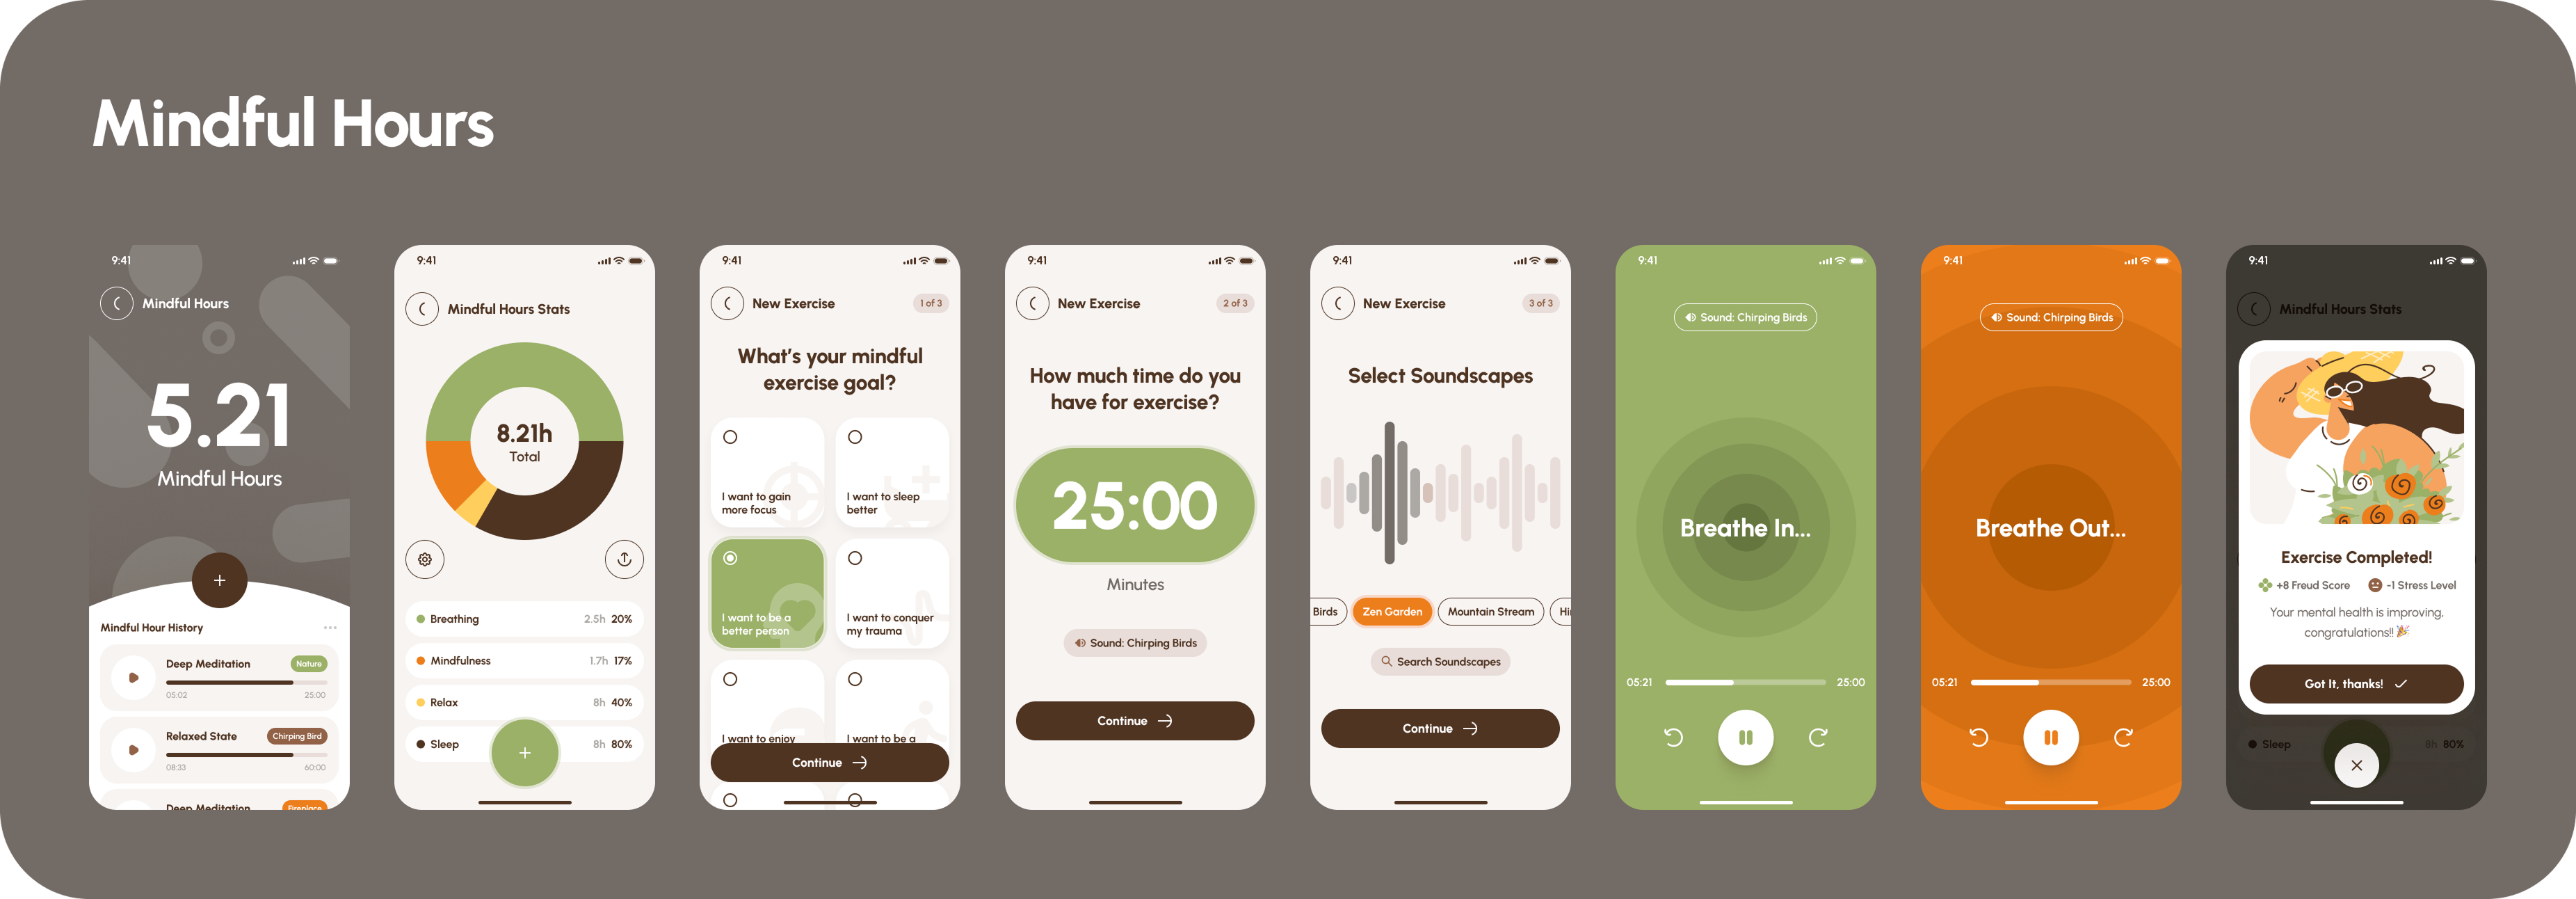 Mindful Hours
9:41
Mindful Hours
5.21
Mindful Hours
Mindful Hour History
Deep Meditation
Nature
05:02
25:00
Relaxed State
Chirping Bird
08:33
60:00
Deep Meditation
Fireplace
9:41
Mindful Hours Stats
8.21h
Total
Breathing
2.5h 20%
Mindfulness
1.7h 17%
Relax
8h 40%
Sleep
8h 80%
9:41
New Exercise
1 of 3
What's your mindful
exercise goal?
I want to gain
more focus
I want to sleep
better
I want to be a
better person
I want to conquer
my trauma
I want to enjoy
I want to be a
Continue
9:41
New Exercise
2 of 3
How much time do you
have for exercise?
25:00
Minutes
Sound: Chirping Birds
Continue
9:41
New Exercise
3 of 3
Select Soundscapes
Birds
Zen Garden
Mountain Stream
Hi
Search Soundscapes
Continue
9:41
Sound: Chirping Birds
Breathe In...
05:21
25:00
9:41
Sound: Chirping Birds
Breathe Out...
05:21
25:00
9:41
Mindful Hours Stats
Exercise Completed!
+8 Freud Score
-1 Stress Level
Your mental health is improving,
congratulations!! 🎉
Got It, thanks!
Sleep
8h 80%